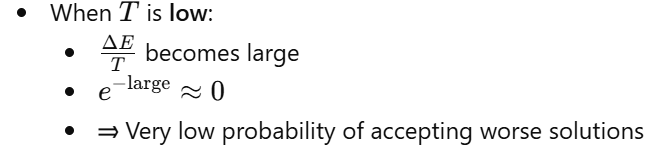 • When T is low:
• ΔE/T becomes large
• e^−large ≈ 0
• ⇒ Very low probability of accepting worse solutions